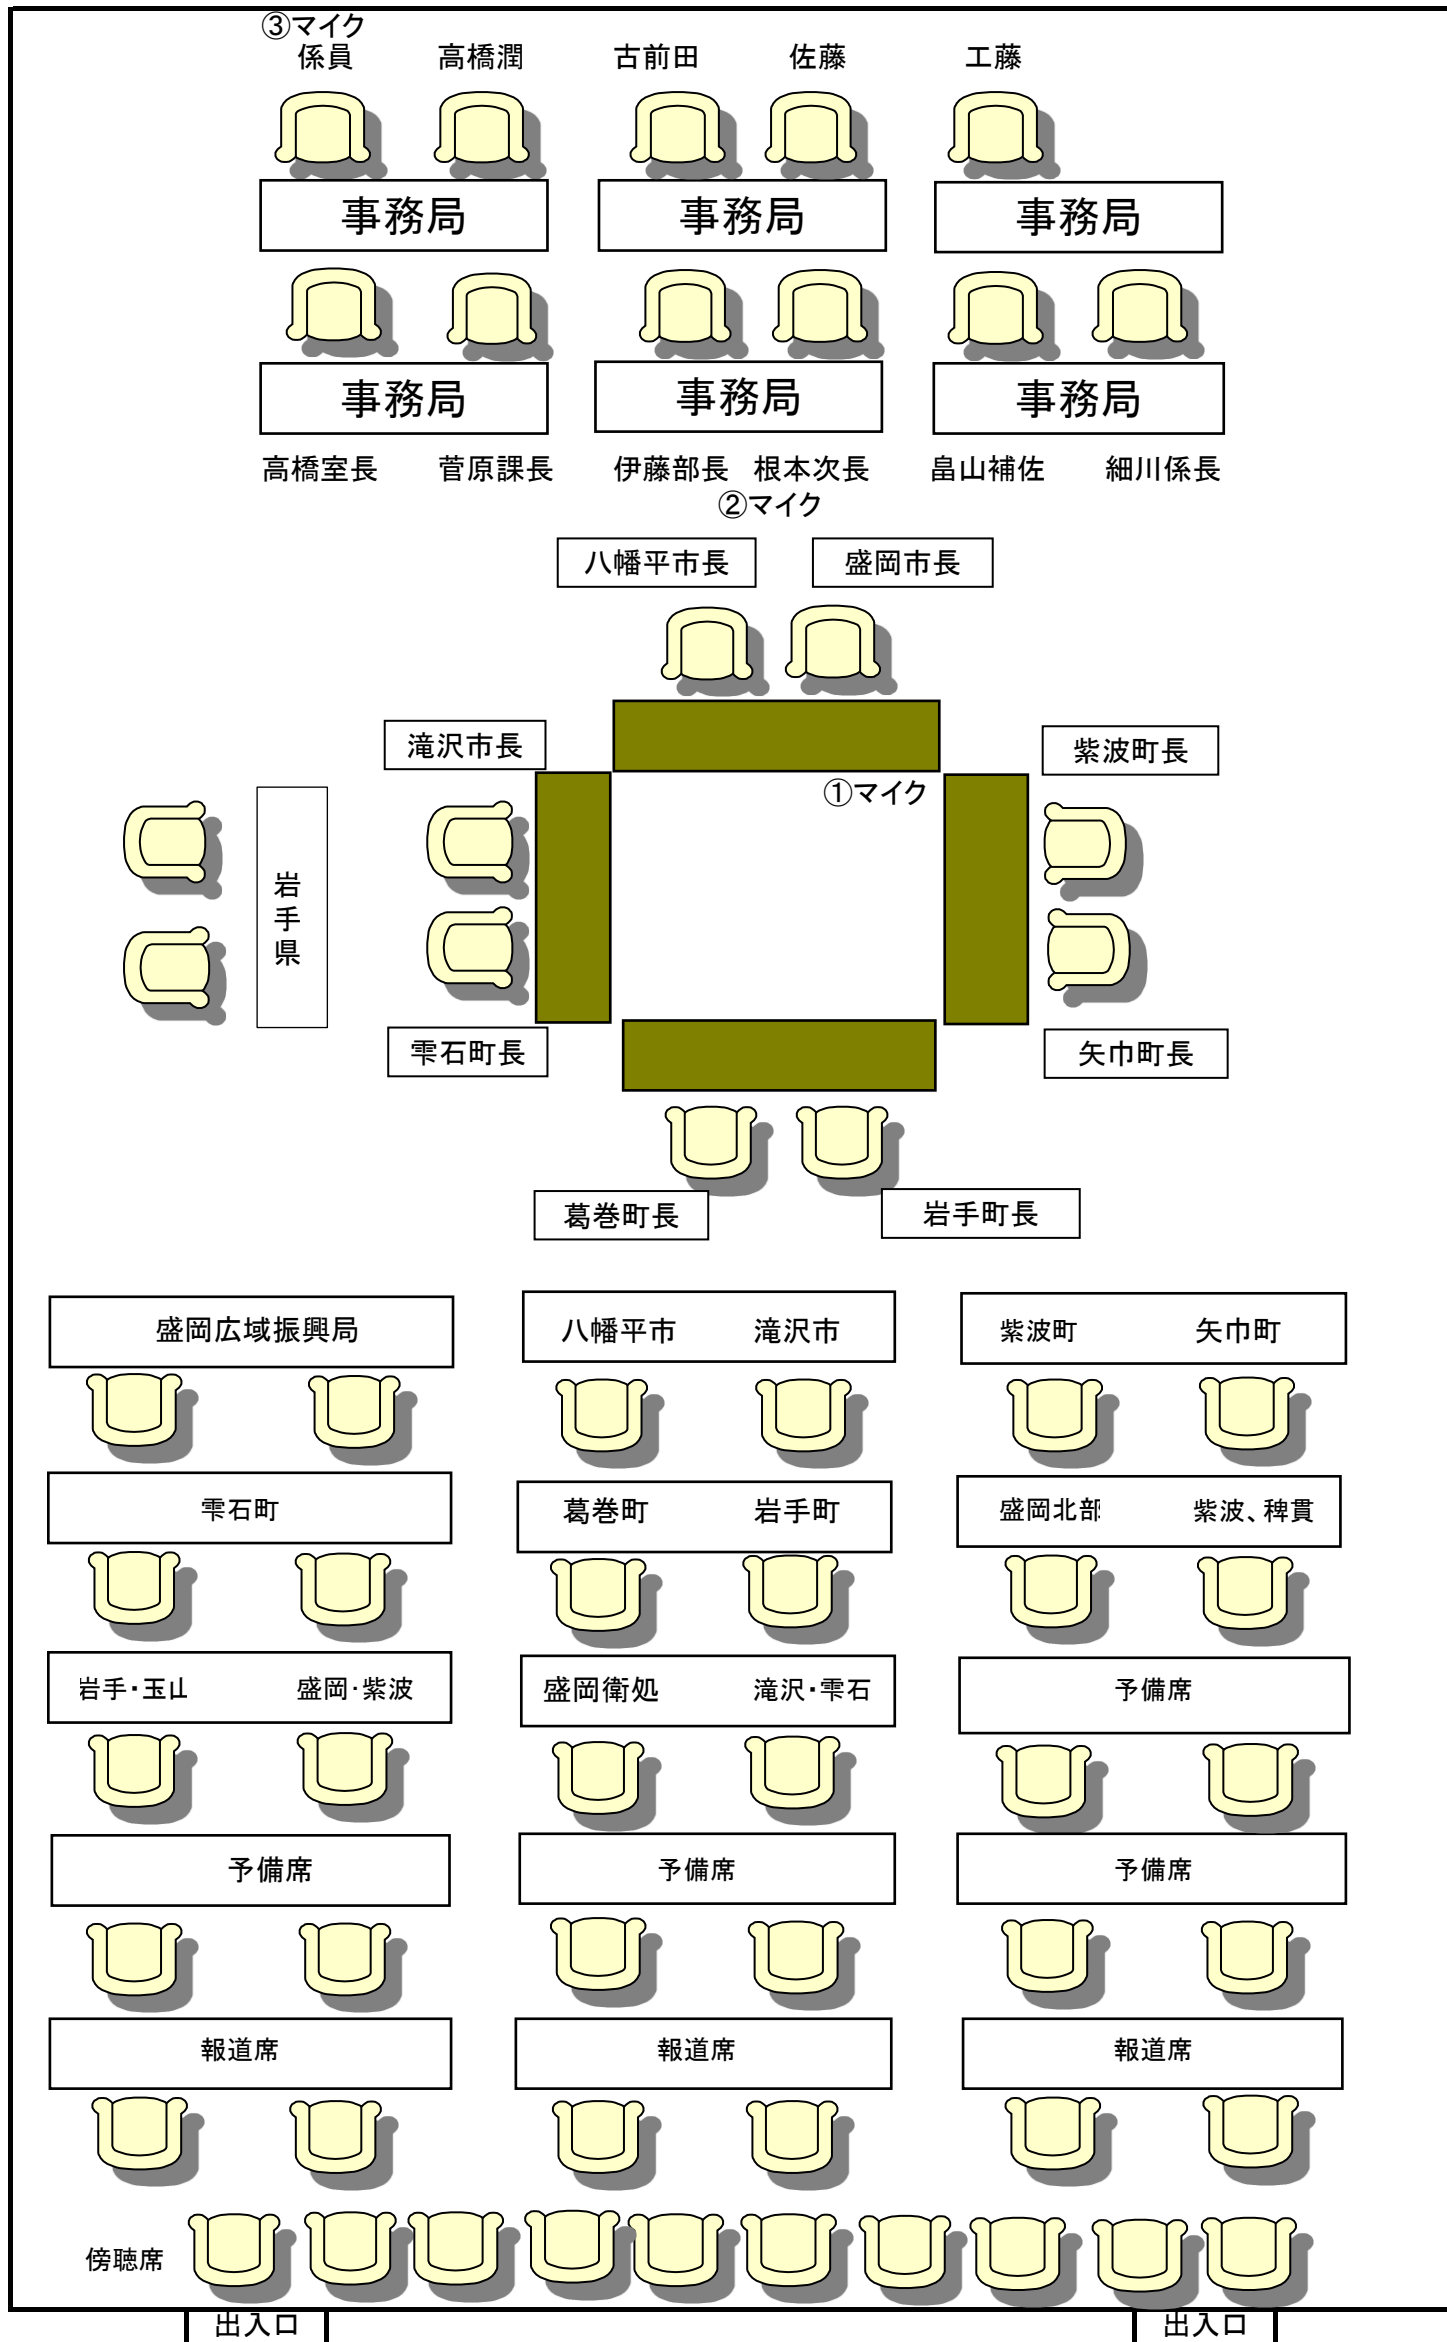 ③マイク
係員 高橋潤 古前田 佐藤 工藤
事務局 事務局 事務局
事務局 事務局 事務局
高橋室長 菅原課長 伊藤部長 根本次長 畠山補佐 細川係長
②マイク
八幡平市長 盛岡市長
滝沢市長 紫波町長
①マイク
岩手県
雫石町長 矢巾町長
葛巻町長 岩手町長
盛岡広域振興局 八幡平市 滝沢市 紫波町 矢巾町
雫石町 葛巻町 岩手町 盛岡北部 紫波、稗貫
岩手・玉山 盛岡・紫波 盛岡衛処 滝沢・雫石 予備席
予備席 予備席 予備席
報道席 報道席 報道席
傍聴席
出入口 出入口